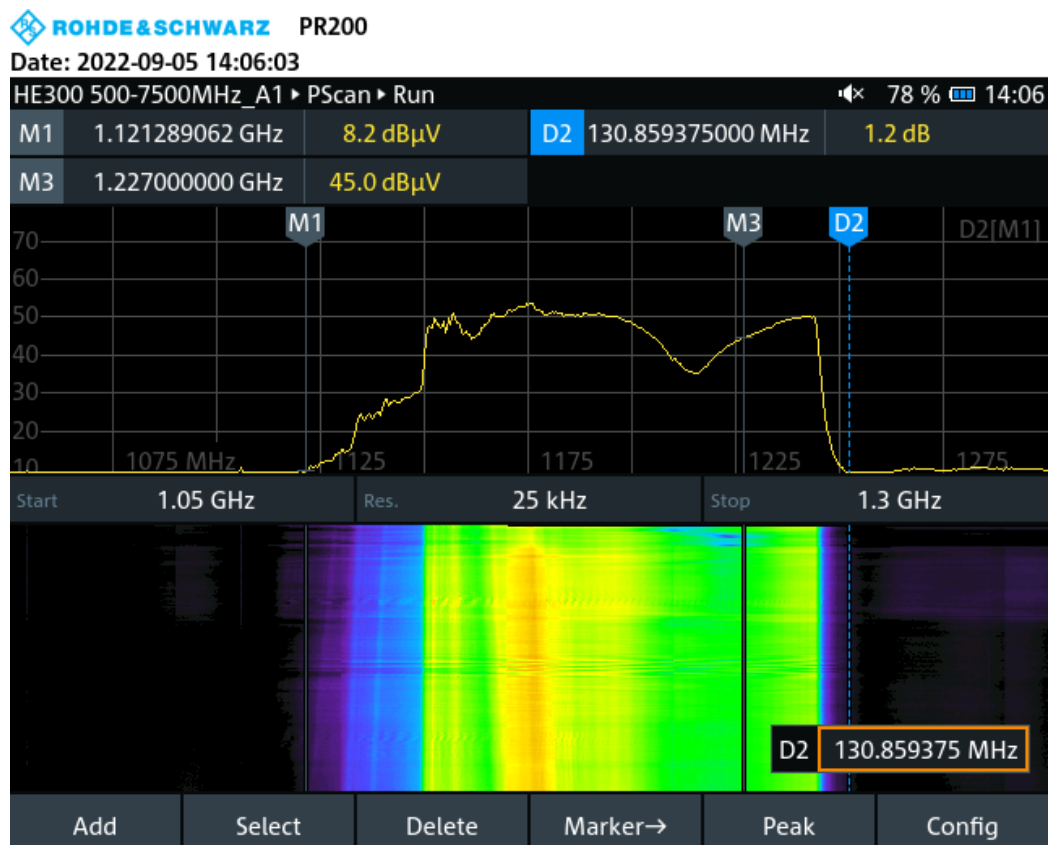 ROHDE&SCHWARZ PR200
Date: 2022-09-05 14:06:03
HE300 500-7500MHz_A1 ▸ PScan ▸ Run 78 % 14:06
M1 1.121289062 GHz 8.2 dBµV D2 130.859375000 MHz 1.2 dB
M3 1.227000000 GHz 45.0 dBµV
M1 M3 D2 D2[M1]
70
60
50
40
30
20
10 1075 MHz 1125 1175 1225 1275
Start 1.05 GHz Res. 25 kHz Stop 1.3 GHz
D2 130.859375 MHz
Add Select Delete Marker→ Peak Config